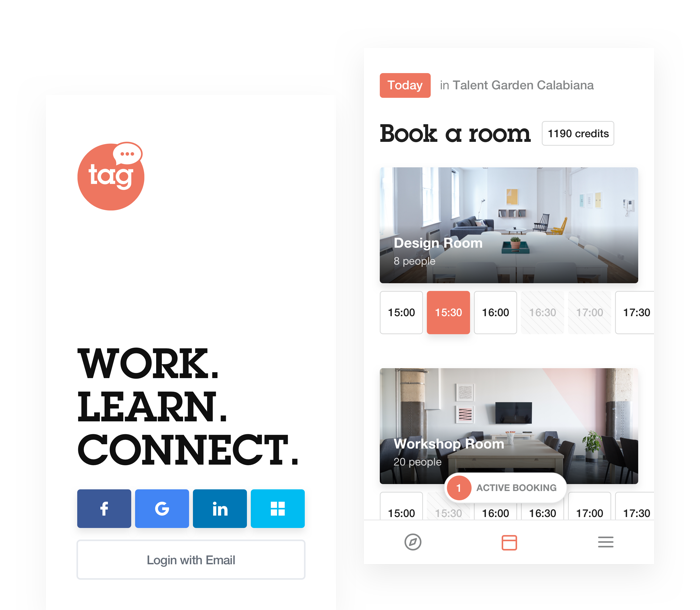 tag
WORK.
LEARN.
CONNECT.
f G in
Login with Email
Today in Talent Garden Calabiana
Book a room 1190 credits
Design Room
8 people
15:00 15:30 16:00 16:30 17:00 17:30
Workshop Room
20 people
1 ACTIVE BOOKING
15:00 15:30 16:00 16:30 17:00 17:30